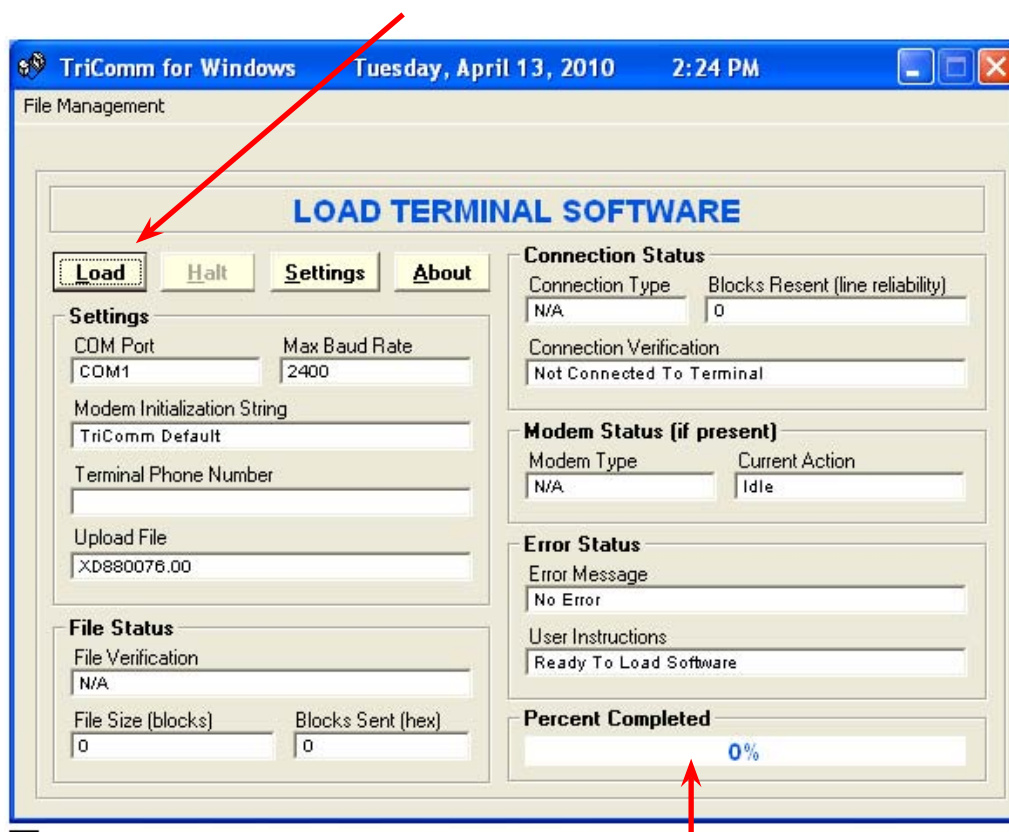 TriComm for Windows Tuesday, April 13, 2010 2:24 PM
File Management
LOAD TERMINAL SOFTWARE
Load Halt Settings About
Settings
COM Port Max Baud Rate
COM1 2400
Modem Initialization String
TriComm Default
Terminal Phone Number
Upload File
XD880076.00
File Status
File Verification
N/A
File Size (blocks) Blocks Sent (hex)
0 0
Connection Status
Connection Type Blocks Resent (line reliability)
N/A 0
Connection Verification
Not Connected To Terminal
Modem Status (if present)
Modem Type Current Action
N/A Idle
Error Status
Error Message
No Error
User Instructions
Ready To Load Software
Percent Completed
0%